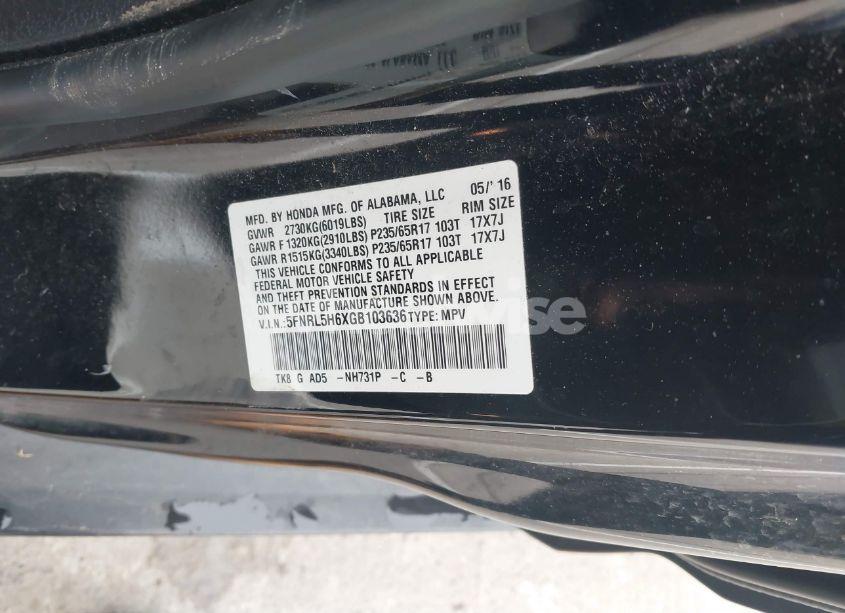 MFD. BY HONDA MFG. OF ALABAMA, LLC 05/'16
GVWR 2730KG(6019LBS) TIRE SIZE RIM SIZE
GAWR F1320KG(2910LBS) P235/65R17 103T 17X7J
GAWR R1515KG(3340LBS) P235/65R17 103T 17X7J
THIS VEHICLE CONFORMS TO ALL APPLICABLE
FEDERAL MOTOR VEHICLE SAFETY
AND THEFT PREVENTION STANDARDS IN EFFECT
ON THE DATE OF MANUFACTURE SHOWN ABOVE.
V.I.N.:5FNRL5H6XGB103636 TYPE: MPV
TK8 G AD5 -NH731P -C -B